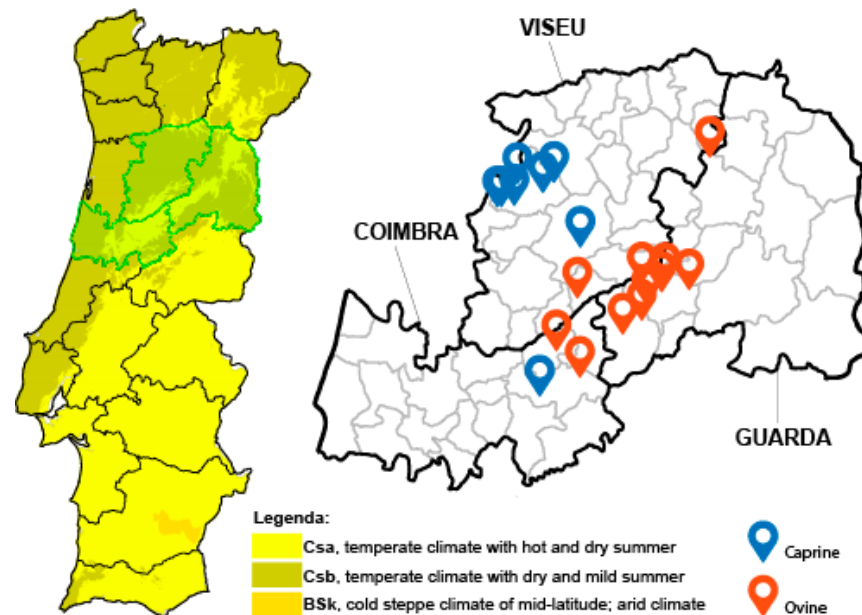 VISEU
COIMBRA
GUARDA
Legenda:
Csa, temperate climate with hot and dry summer
Csb, temperate climate with dry and mild summer
BSk, cold steppe climate of mid-latitude; arid climate
Caprine
Ovine